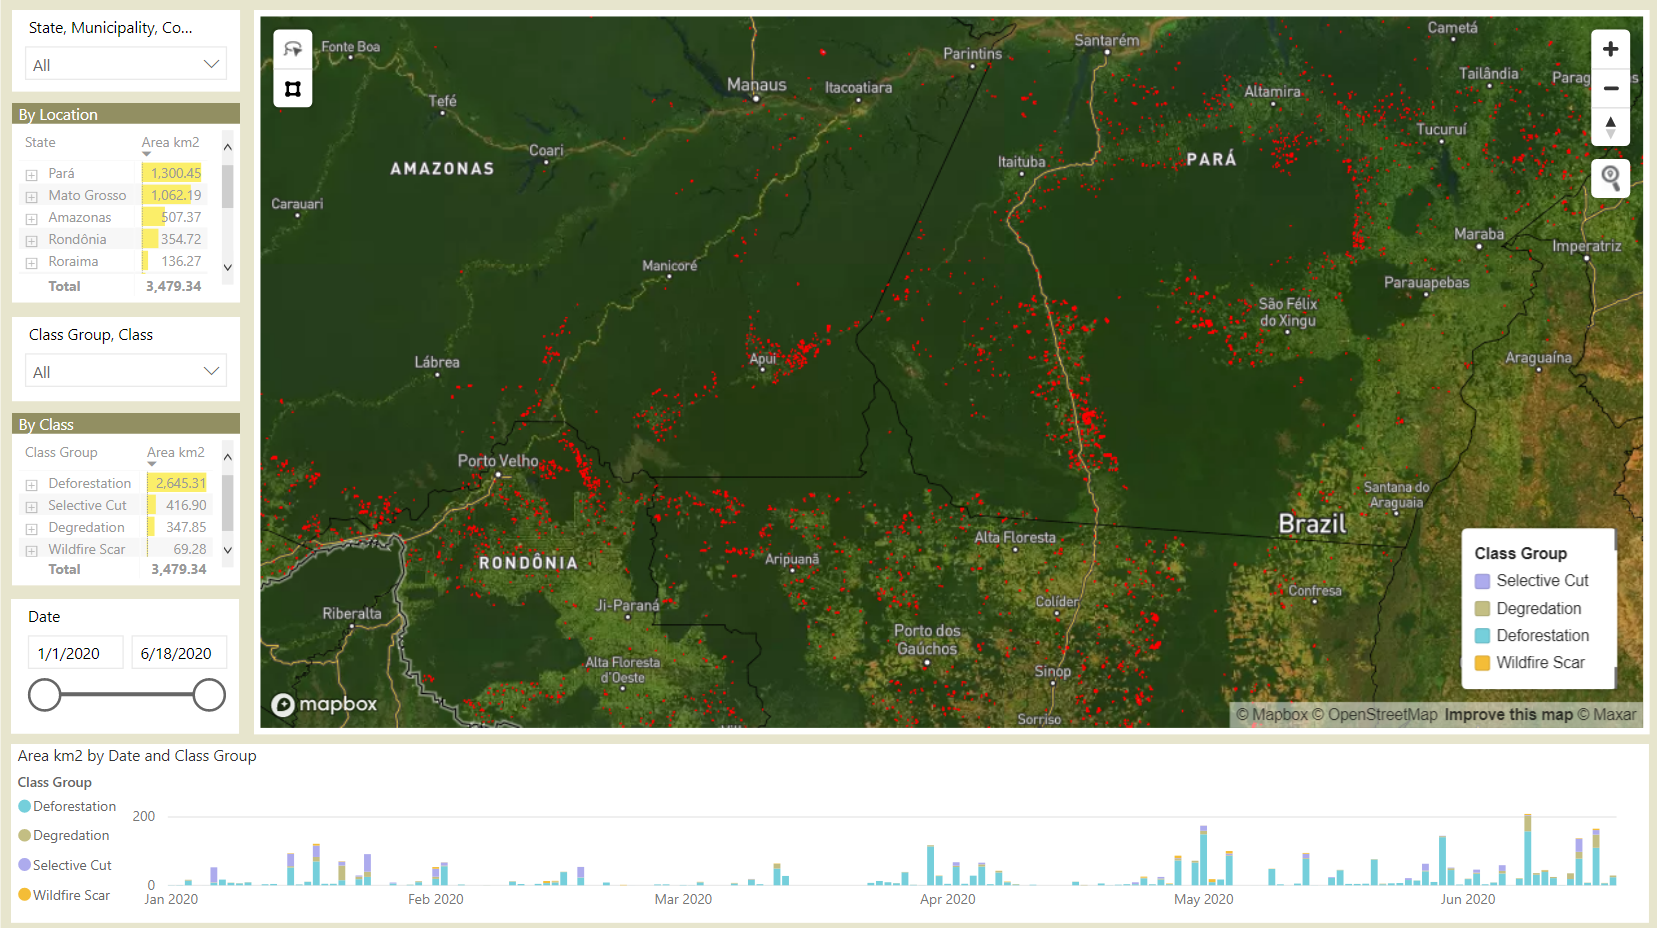 State, Municipality, Co...
All
By Location
State Area km2
Pará 1,300.45
Mato Grosso 1,062.19
Amazonas 507.37
Rondônia 354.72
Roraima 136.27
Total 3,479.34
Class Group, Class
All
By Class
Class Group Area km2
Deforestation 2,645.31
Selective Cut 416.90
Degredation 347.85
Wildfire Scar 69.28
Total 3,479.34
Date
1/1/2020 6/18/2020
Fonte Boa
Tefé
Manaus
Itacoatiara
Parintins
Santarém
Cametá
Tailândia
Altamira
Tucuruí
Coari
AMAZONAS
Itaituba
PARÁ
Carauari
Manicoré
Maraba
Imperatriz
Parauapebas
São Félix
do Xingu
Lábrea
Apuí
Araguaína
Porto Velho
Santana do
Araguaia
Brazil
Alta Floresta
Aripuanã
RONDÔNIA
Confresa
Colíder
Ji-Paraná
Riberalta
Porto dos
Gaúchos
Alta Floresta
d'Oeste
Sinop
Sorriso
Class Group
Selective Cut
Degredation
Deforestation
Wildfire Scar
mapbox
© Mapbox © OpenStreetMap Improve this map © Maxar
Area km2 by Date and Class Group
Class Group
Deforestation
Degredation
Selective Cut
Wildfire Scar
200
0
Jan 2020 Feb 2020 Mar 2020 Apr 2020 May 2020 Jun 2020